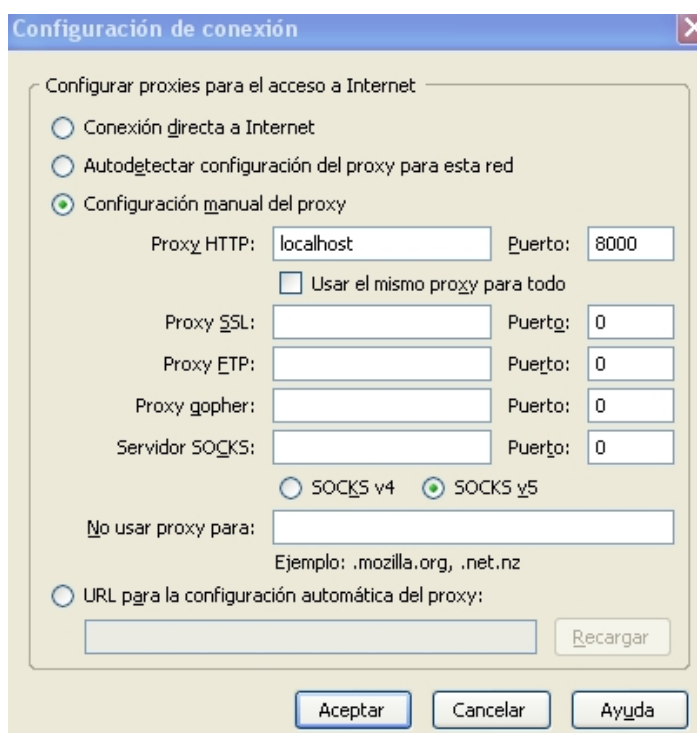 Configuración de conexión
Configurar proxies para el acceso a Internet
Conexión directa a Internet
Autodetectar configuración del proxy para esta red
Configuración manual del proxy
Proxy HTTP: localhost Puerto: 8000
Usar el mismo proxy para todo
Proxy SSL: Puerto: 0
Proxy FTP: Puerto: 0
Proxy gopher: Puerto: 0
Servidor SOCKS: Puerto: 0
SOCKS v4 SOCKS v5
No usar proxy para:
Ejemplo: .mozilla.org, .net.nz
URL para la configuración automática del proxy:
Recargar
Aceptar Cancelar Ayuda